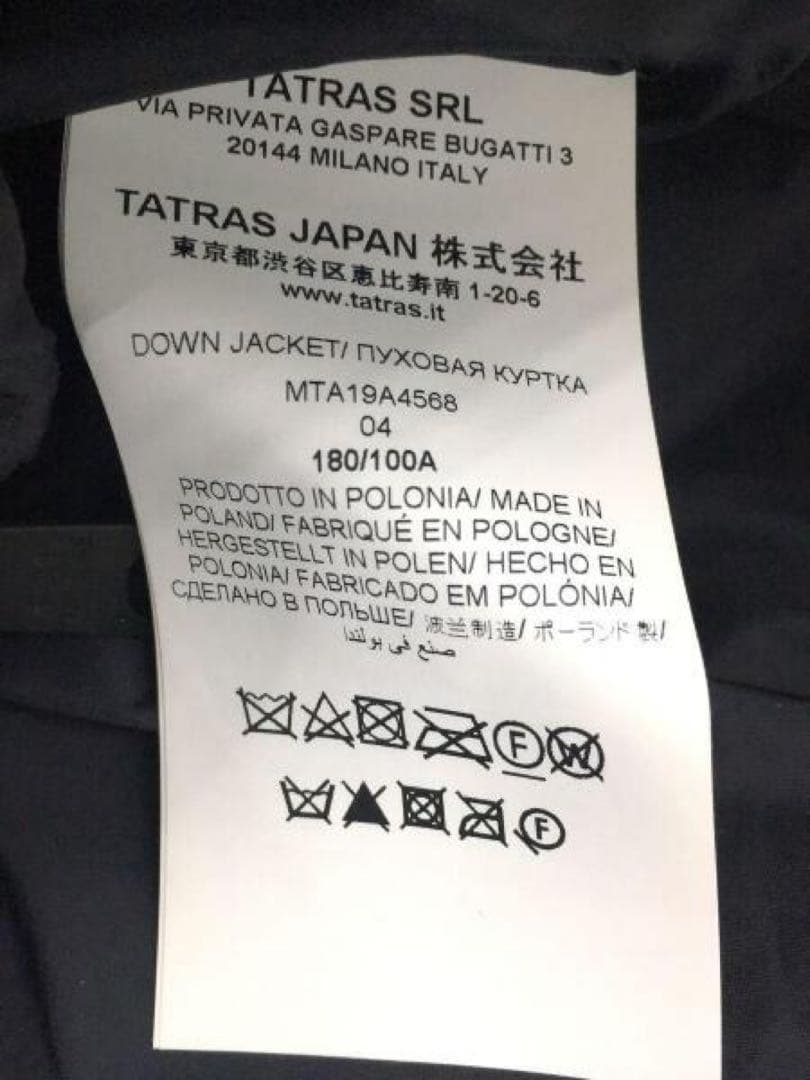 TATRAS SRL
VIA PRIVATA GASPARE BUGATTI 3
20144 MILANO ITALY
TATRAS JAPAN 株式会社
東京都渋谷区恵比寿南 1-20-6
www.tatras.it
DOWN JACKET/ ПУХОВАЯ КУРТКА
MTA19A4568
04
180/100A
PRODOTTO IN POLONIA/ MADE IN
POLAND/ FABRIQUÉ EN POLOGNE/
HERGESTELLT IN POLEN/ HECHO EN
POLONIA/ FABRICADO EM POLÓNIA/
СДЕЛАНО В ПОЛЬШЕ/ 波兰制造/ ポーランド 製/
صنع في بولندا
F W
F